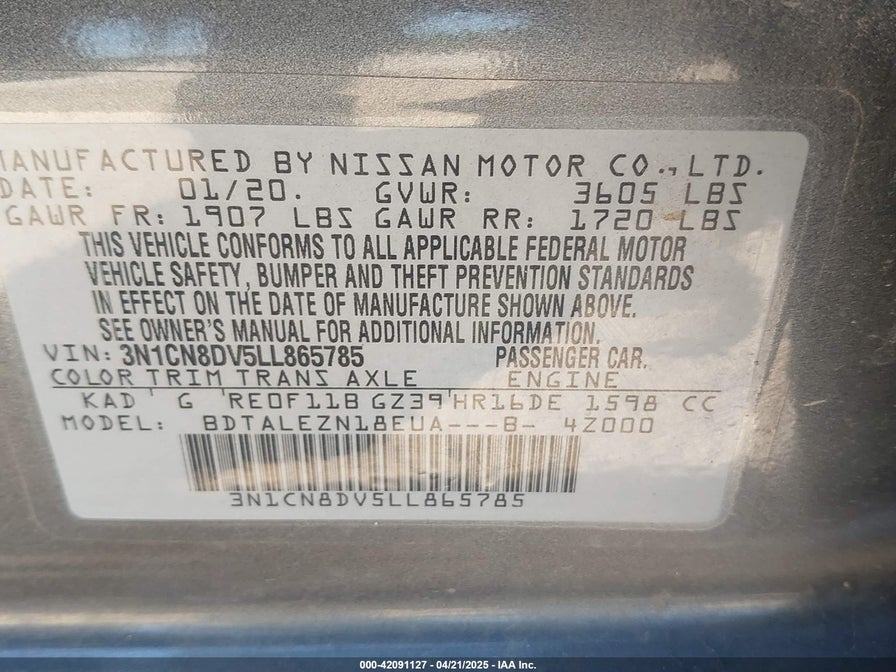 MANUFACTURED BY NISSAN MOTOR CO., LTD.
DATE: 01/20. GVWR: 3605 LBS
GAWR FR: 1907 LBS GAWR RR: 1720 LBS
THIS VEHICLE CONFORMS TO ALL APPLICABLE FEDERAL MOTOR
VEHICLE SAFETY, BUMPER AND THEFT PREVENTION STANDARDS
IN EFFECT ON THE DATE OF MANUFACTURE SHOWN ABOVE.
SEE OWNER'S MANUAL FOR ADDITIONAL INFORMATION.
VIN: 3N1CN8DV5LL865785 PASSENGER CAR.
COLOR TRIM TRANS AXLE ENGINE
KAD G RE0F11B GZ39 HR16DE 1598 CC
MODEL: BDTALEZN18EUA---B- 4Z000
3N1CN8DV5LL865785
000-42091127 - 04/21/2025 - IAA Inc.